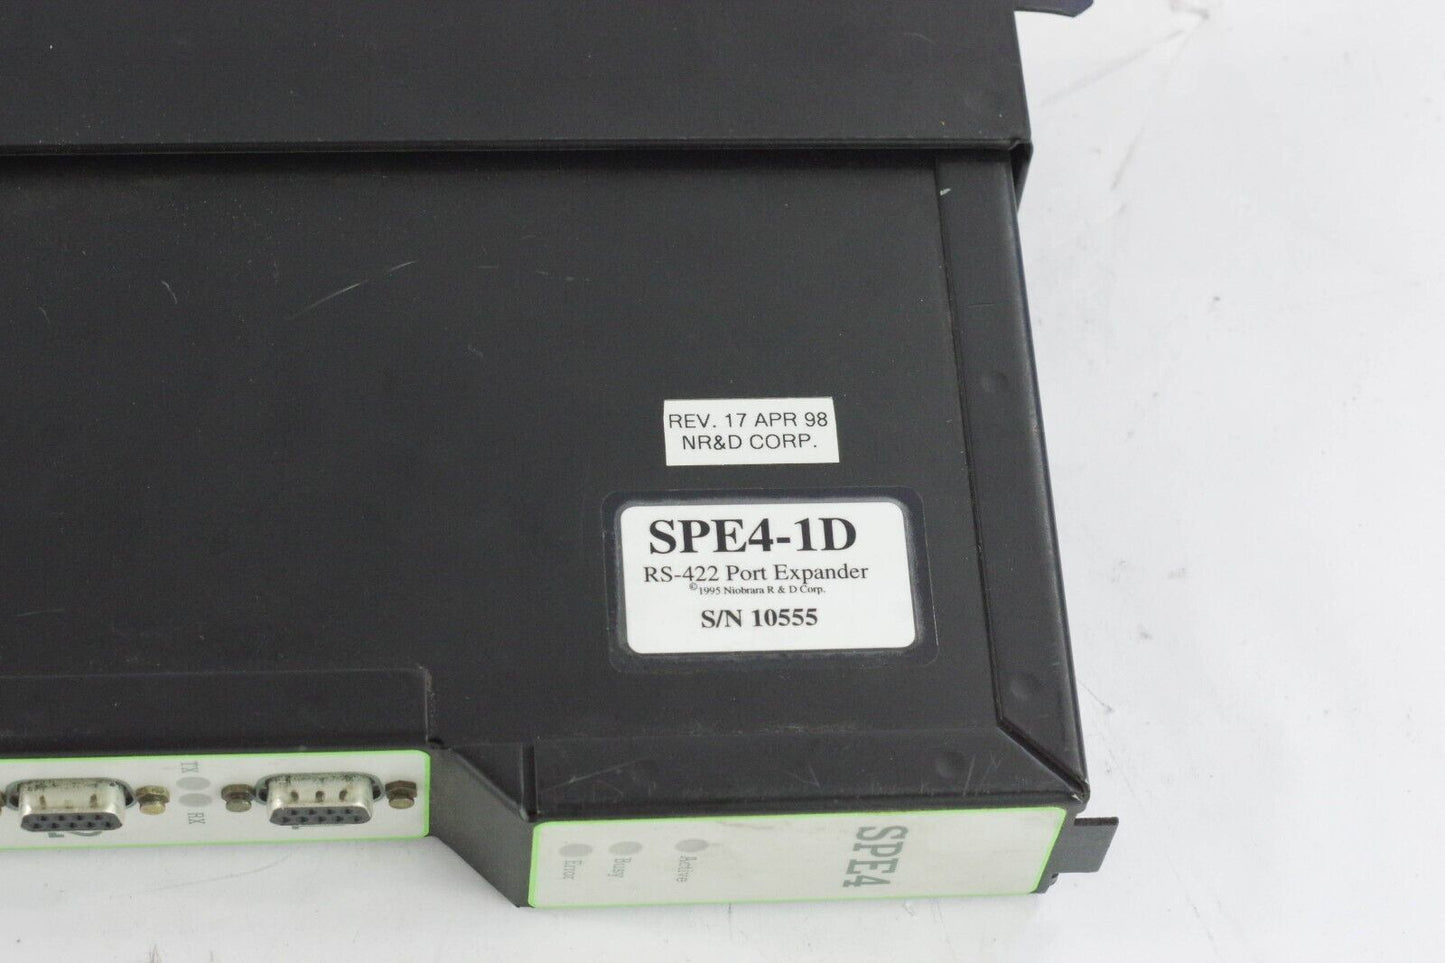 REV. 17 APR 98
NR&D CORP.
SPE4-1D
RS-422 Port Expander
©1995 Niobrara R & D Corp.
S/N 10555
TX
RX
Error
Busy
Active
SPE4